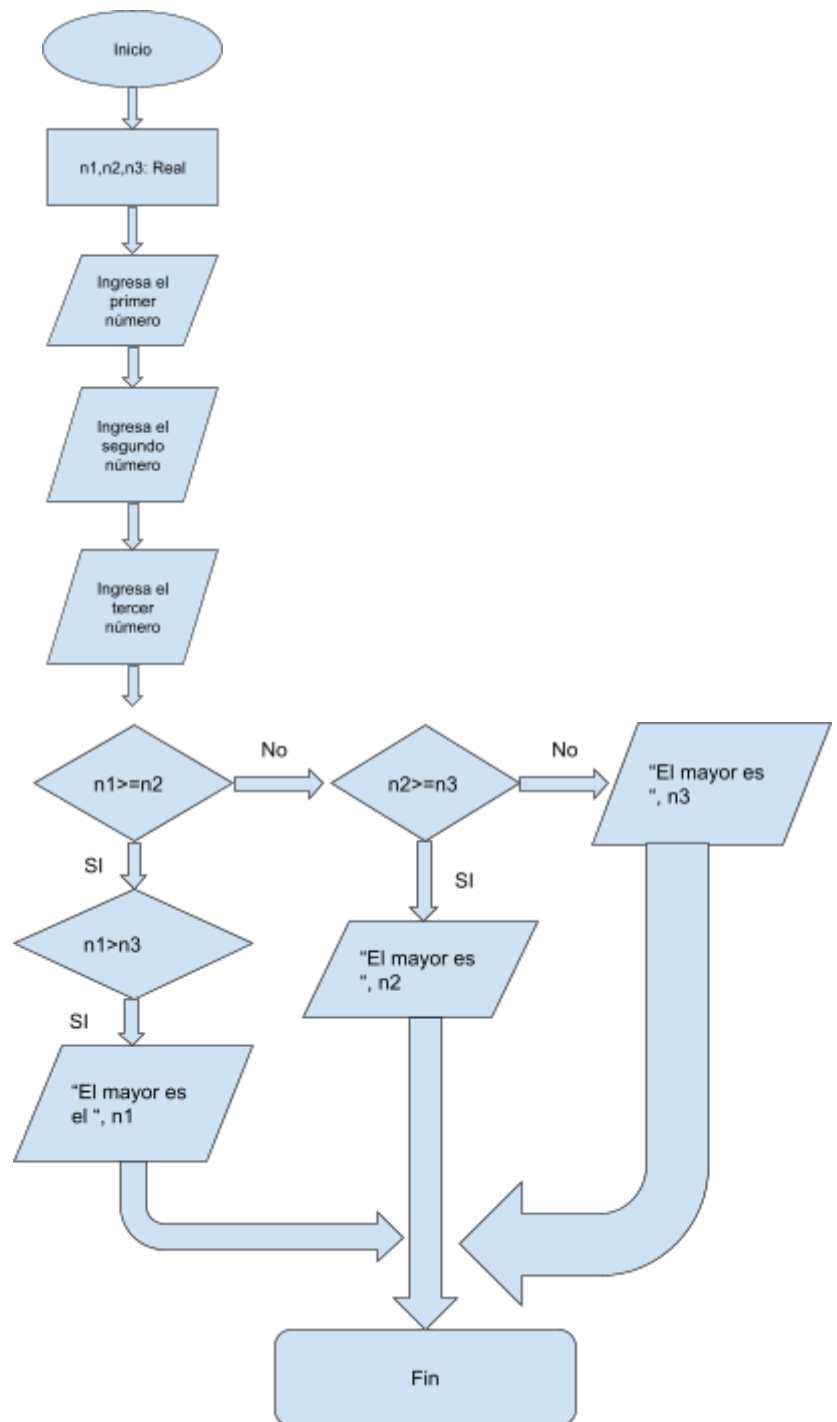 Inicio
n1,n2,n3: Real
Ingresa el
primer
número
Ingresa el
segundo
número
Ingresa el
tercer
número
n1>=n2
No
n2>=n3
No
“El mayor es
“, n3
SI
n1>n3
SI
“El mayor es
“, n2
SI
“El mayor es
el “, n1
Fin